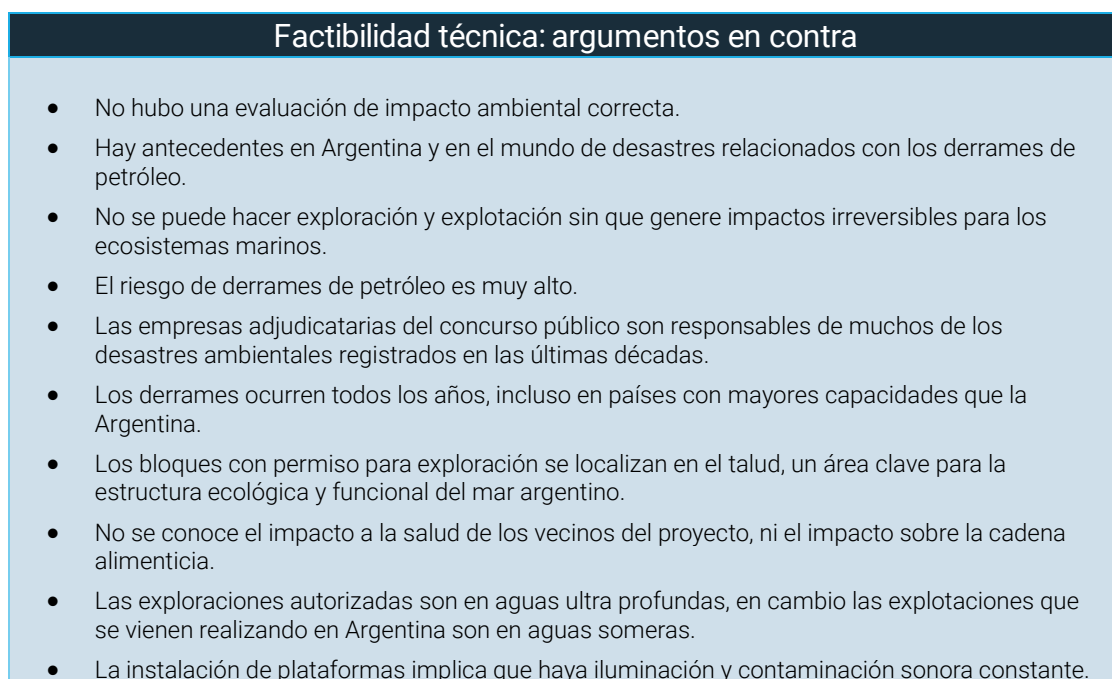 Factibilidad técnica: argumentos en contra
• No hubo una evaluación de impacto ambiental correcta.
• Hay antecedentes en Argentina y en el mundo de desastres relacionados con los derrames de
petróleo.
• No se puede hacer exploración y explotación sin que genere impactos irreversibles para los
ecosistemas marinos.
• El riesgo de derrames de petróleo es muy alto.
• Las empresas adjudicatarias del concurso público son responsables de muchos de los
desastres ambientales registrados en las últimas décadas.
• Los derrames ocurren todos los años, incluso en países con mayores capacidades que la
Argentina.
• Los bloques con permiso para exploración se localizan en el talud, un área clave para la
estructura ecológica y funcional del mar argentino.
• No se conoce el impacto a la salud de los vecinos del proyecto, ni el impacto sobre la cadena
alimenticia.
• Las exploraciones autorizadas son en aguas ultra profundas, en cambio las explotaciones que
se vienen realizando en Argentina son en aguas someras.
• La instalación de plataformas implica que haya iluminación y contaminación sonora constante.